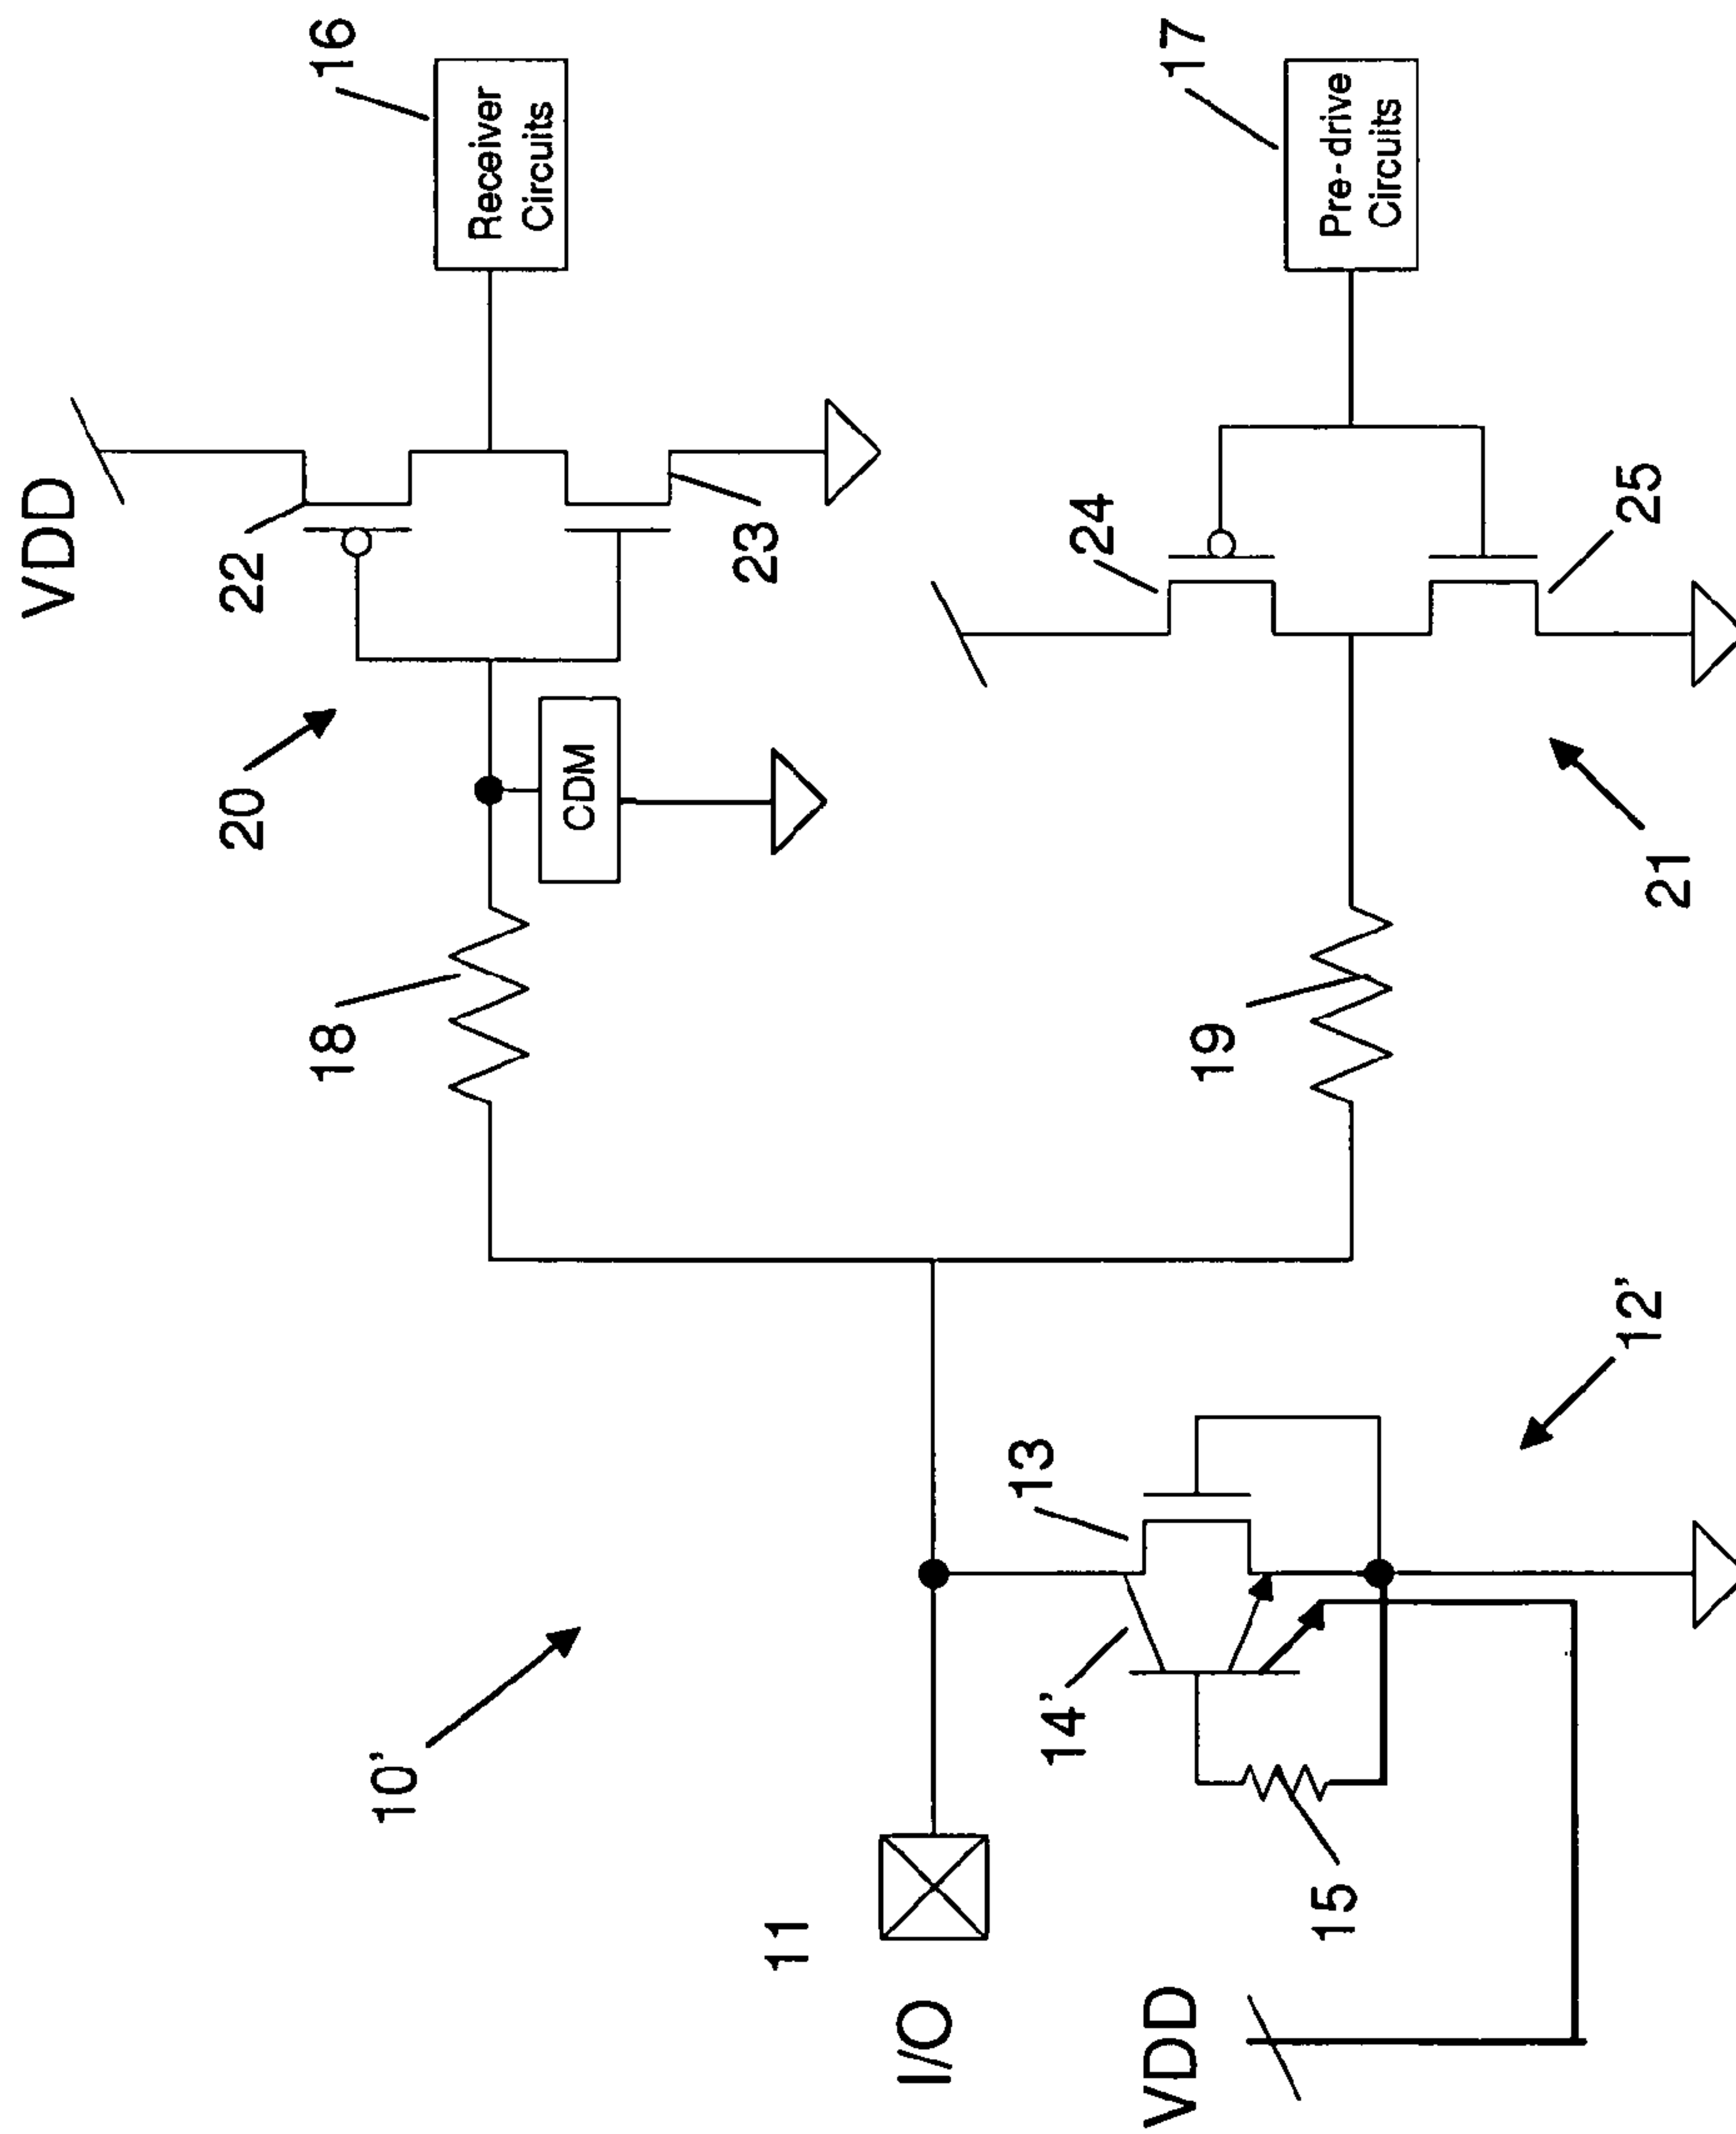 VDD
16
22
20
Receiver
Circuits
18
CDM
23
10'
17
24
11
I/O
19
Pre-drive
Circuits
13
14'
25
21
15
12'
VDD